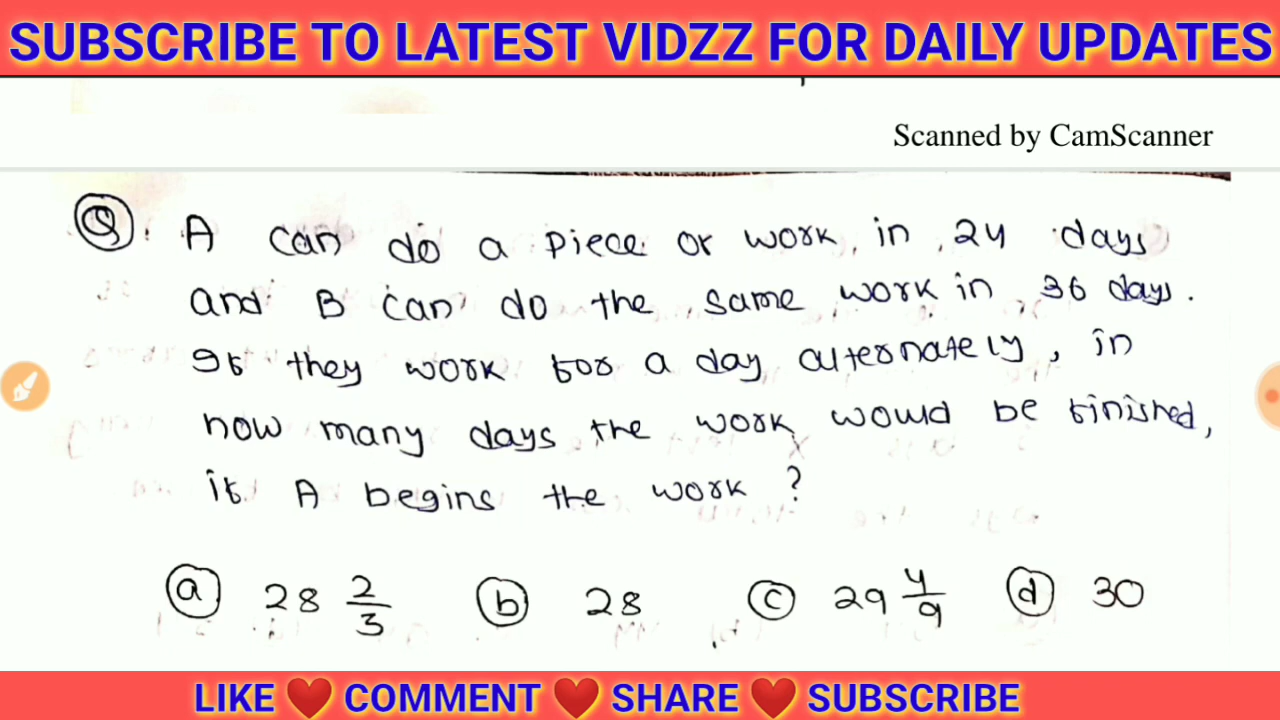 SUBSCRIBE TO LATEST VIDZZ FOR DAILY UPDATES
Scanned by CamScanner
Q. A can do a piece of work in 24 days
and B can do the same work in 36 days.
If they work for a day alternately, in
how many days the work would be finished,
if A begins the work ?
a 28 2/3 b 28 c 29 4/9 d 30
LIKE ❤️ COMMENT ❤️ SHARE ❤️ SUBSCRIBE